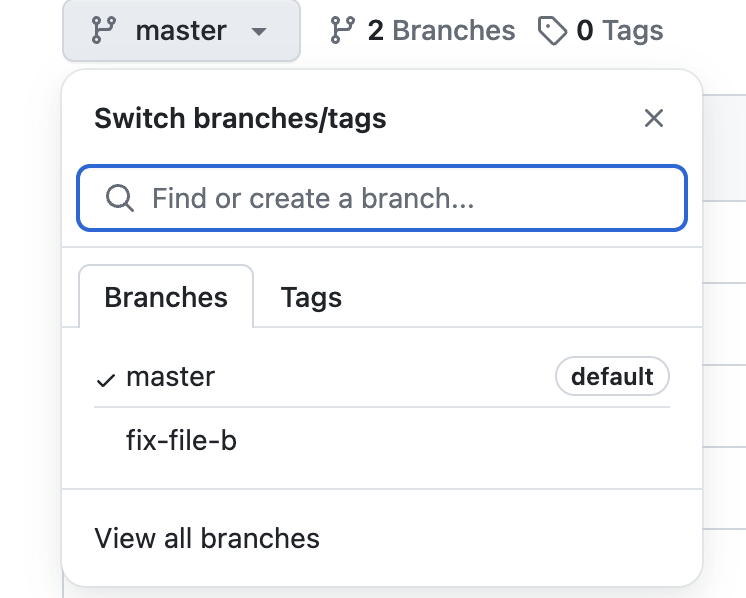 master 2 Branches 0 Tags
Switch branches/tags
Find or create a branch...
Branches Tags
master default
fix-file-b
View all branches